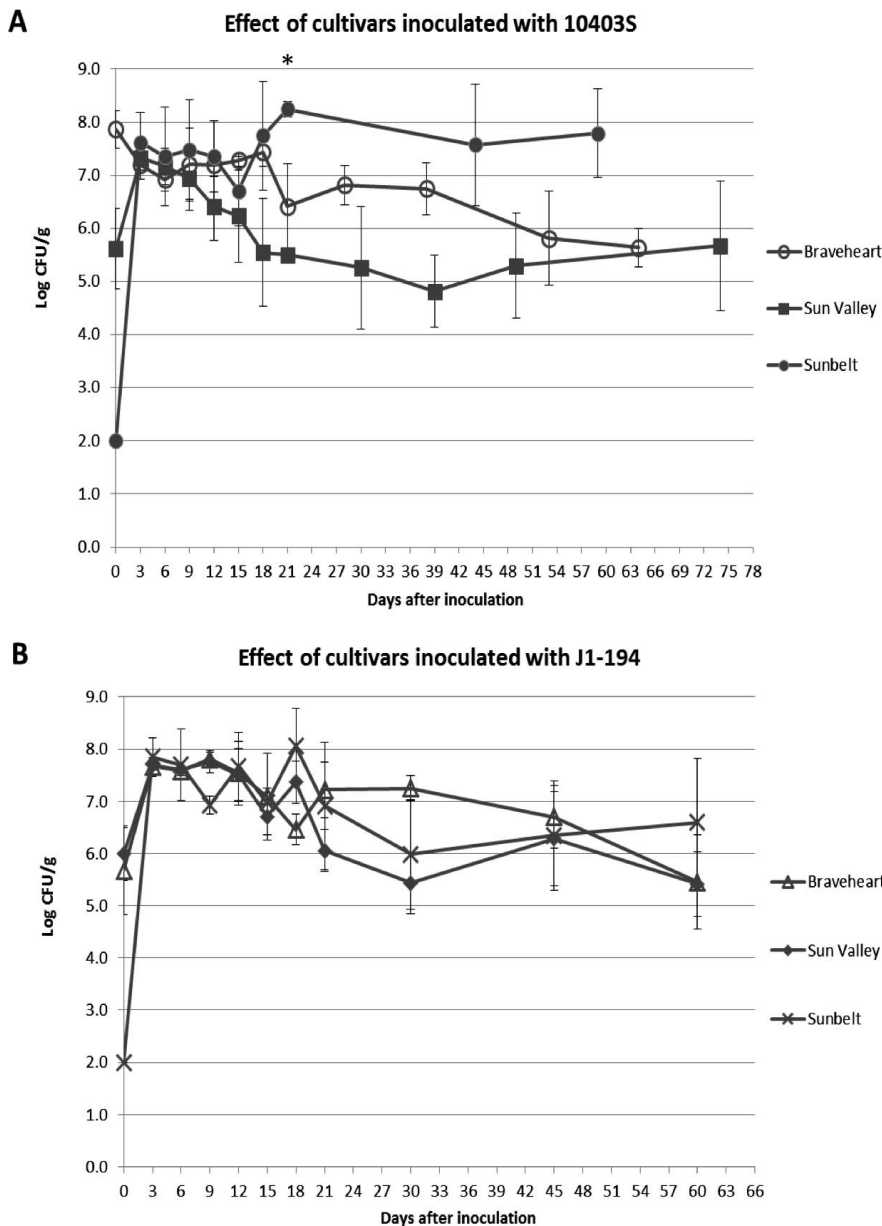 A
Effect of cultivars inoculated with 10403S
*
9.0
8.0
7.0
6.0
5.0
4.0
3.0
2.0
1.0
0.0
Log CFU/g
0 3 6 9 12 15 18 21 24 27 30 33 36 39 42 45 48 51 54 57 60 63 66 69 72 75 78
Days after inoculation
Braveheart
Sun Valley
Sunbelt
B
Effect of cultivars inoculated with J1-194
9.0
8.0
7.0
6.0
5.0
4.0
3.0
2.0
1.0
0.0
Log CFU/g
0 3 6 9 12 15 18 21 24 27 30 33 36 39 42 45 48 51 54 57 60 63 66
Days after inoculation
Braveheart
Sun Valley
Sunbelt